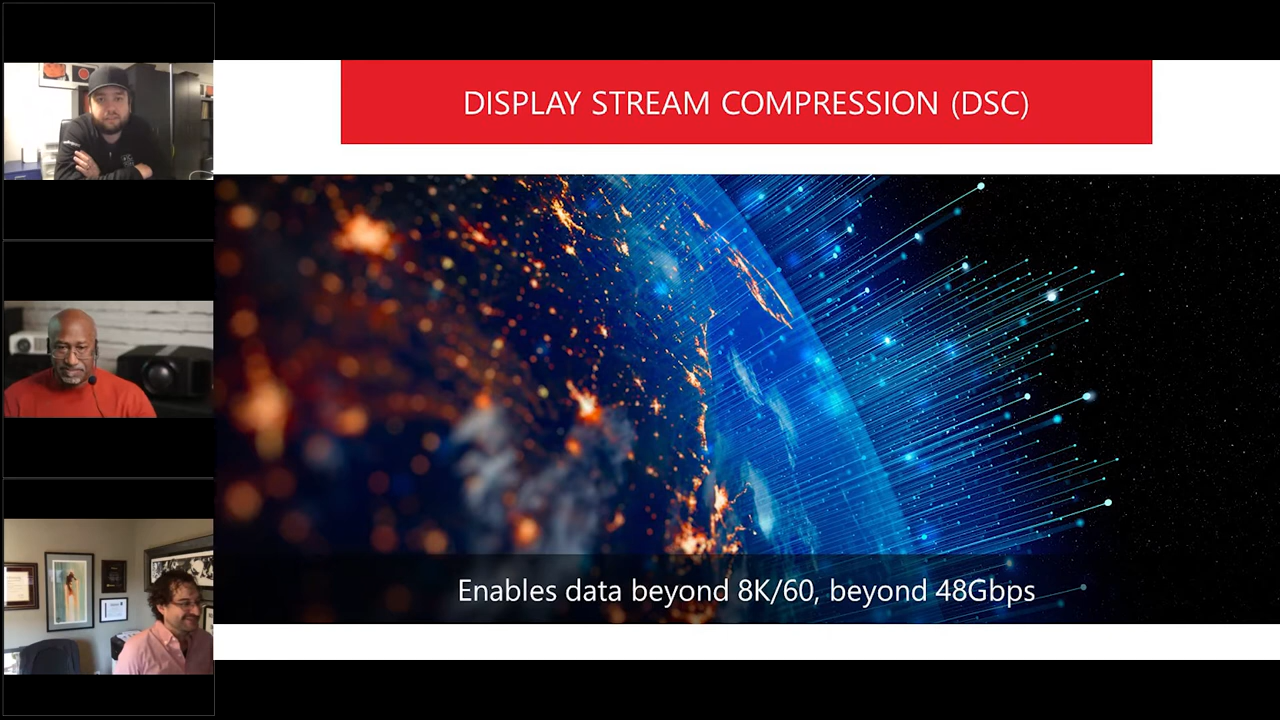 DISPLAY STREAM COMPRESSION (DSC)
Enables data beyond 8K/60, beyond 48Gbps